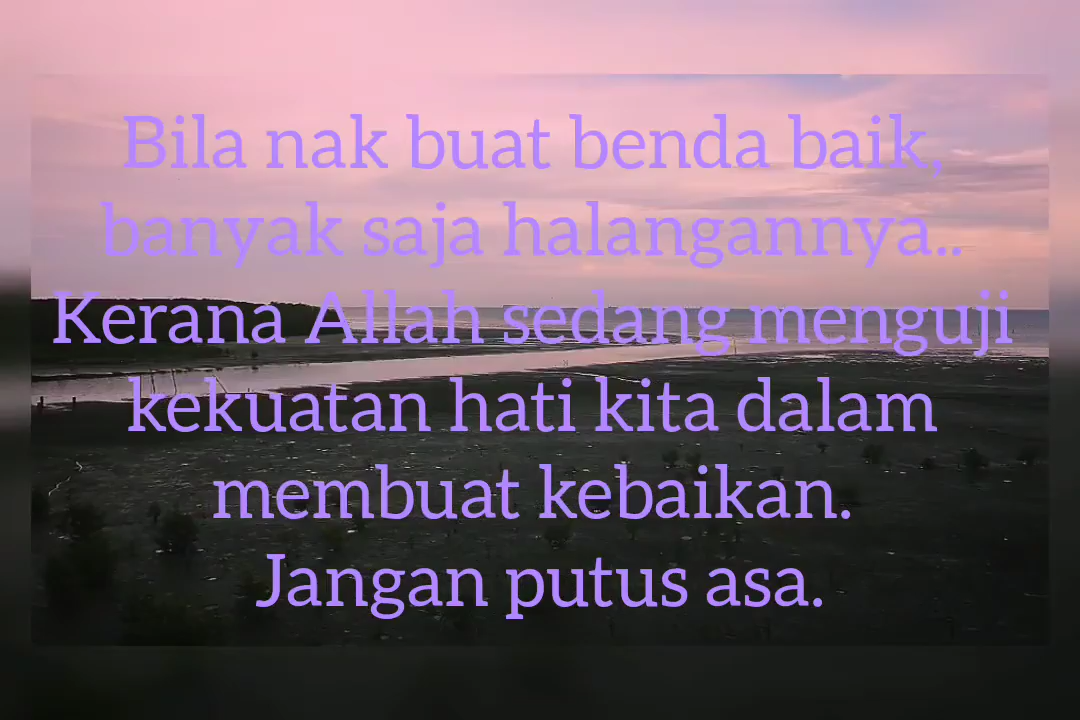 Bila nak buat benda baik,
banyak saja halangannya..
Kerana Allah sedang menguji
kekuatan hati kita dalam
membuat kebaikan.
Jangan putus asa.